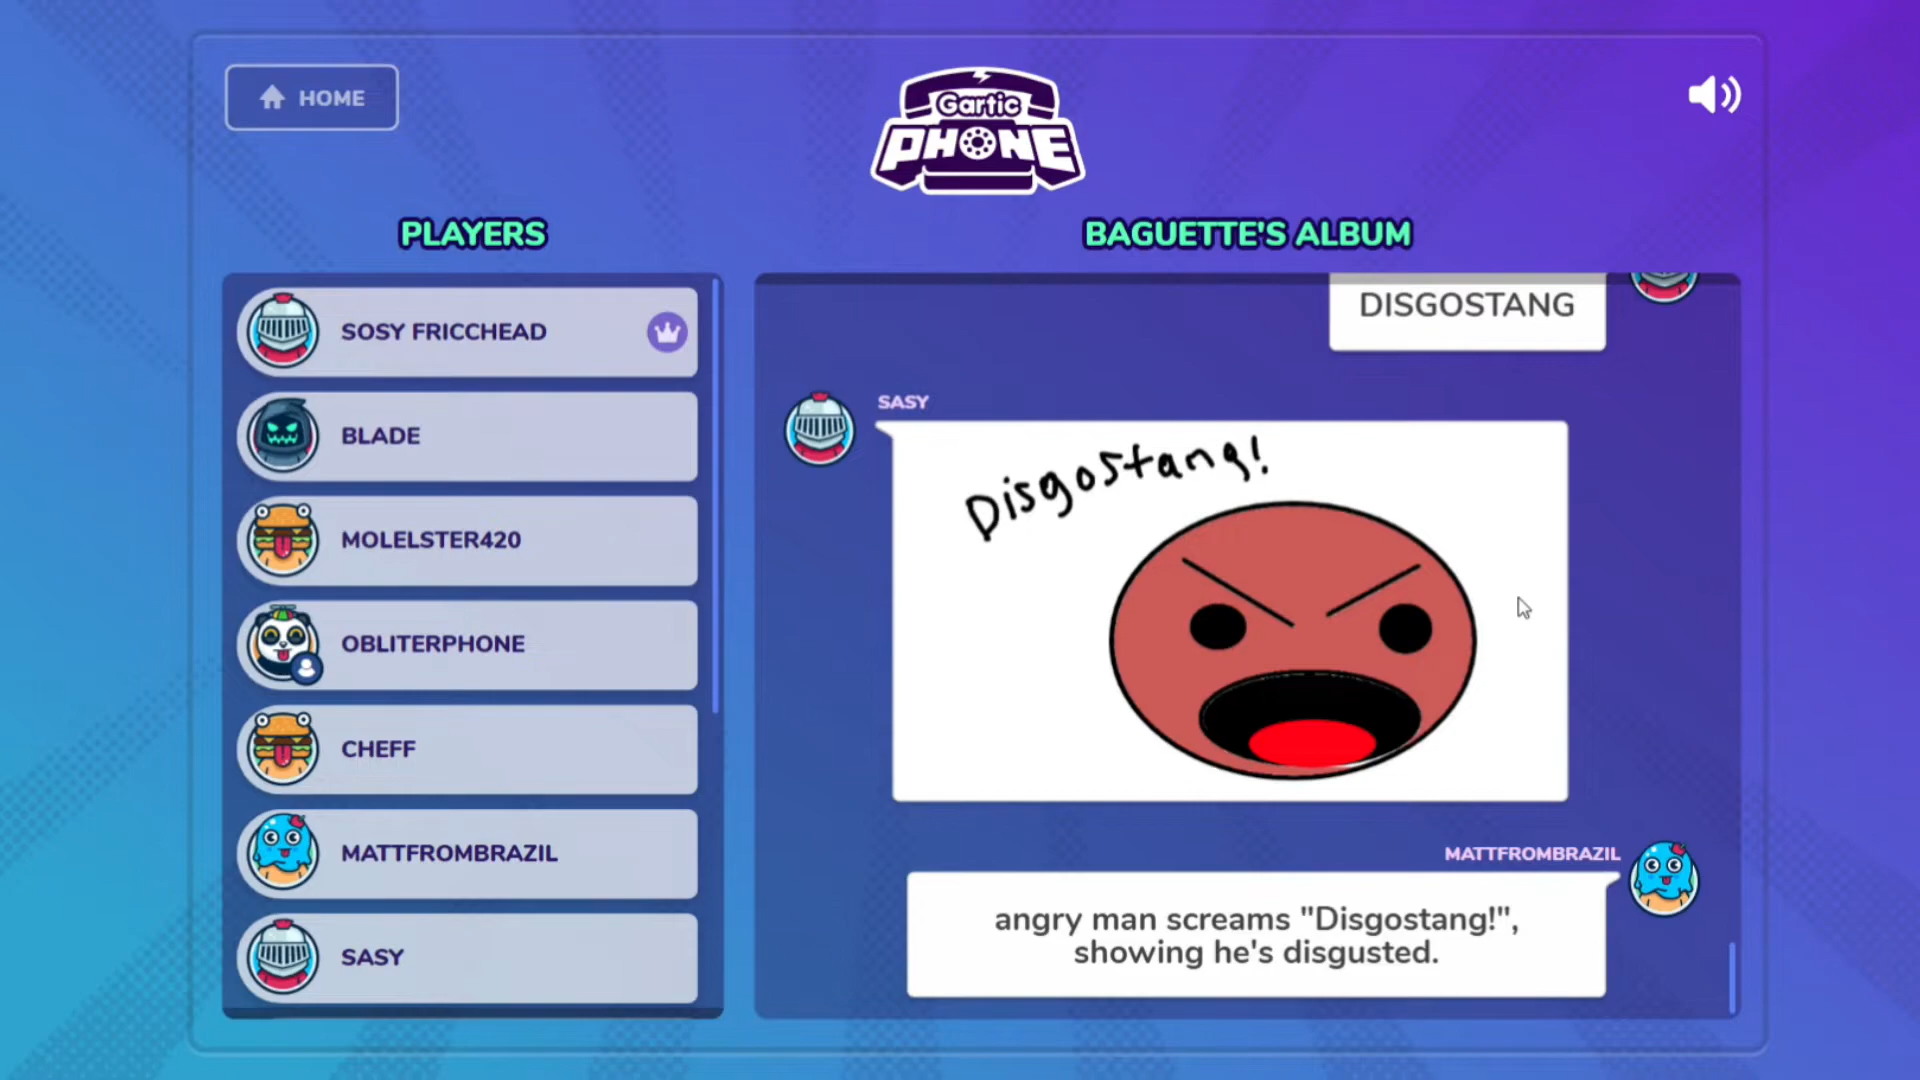 HOME
Gartic
PHONE
PLAYERS
BAGUETTE'S ALBUM
SOSY FRICCHEAD
BLADE
MOLELSTER420
OBLITERPHONE
CHEFF
MATTFROMBRAZIL
SASY
DISGOSTANG
SASY
Disgostang!
MATTFROMBRAZIL
angry man screams "Disgostang!",
showing he's disgusted.